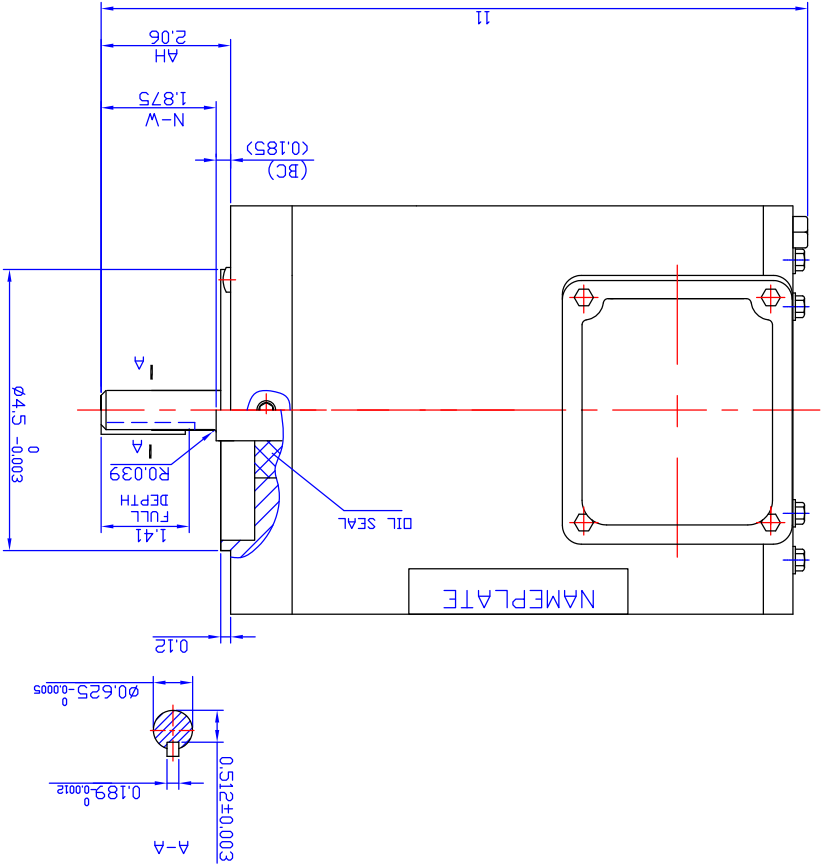 11
2.06
AH
1.875
N-W
(0.185)
(BC)
A
A
Ø4.5 0 -0.003
R0.039
FULL
DEPTH
1.41
OIL SEAL
NAMEPLATE
0.12
Ø0.625 0 -0.0005
0.512±0.003
0.189 0 -0.0012
A-A